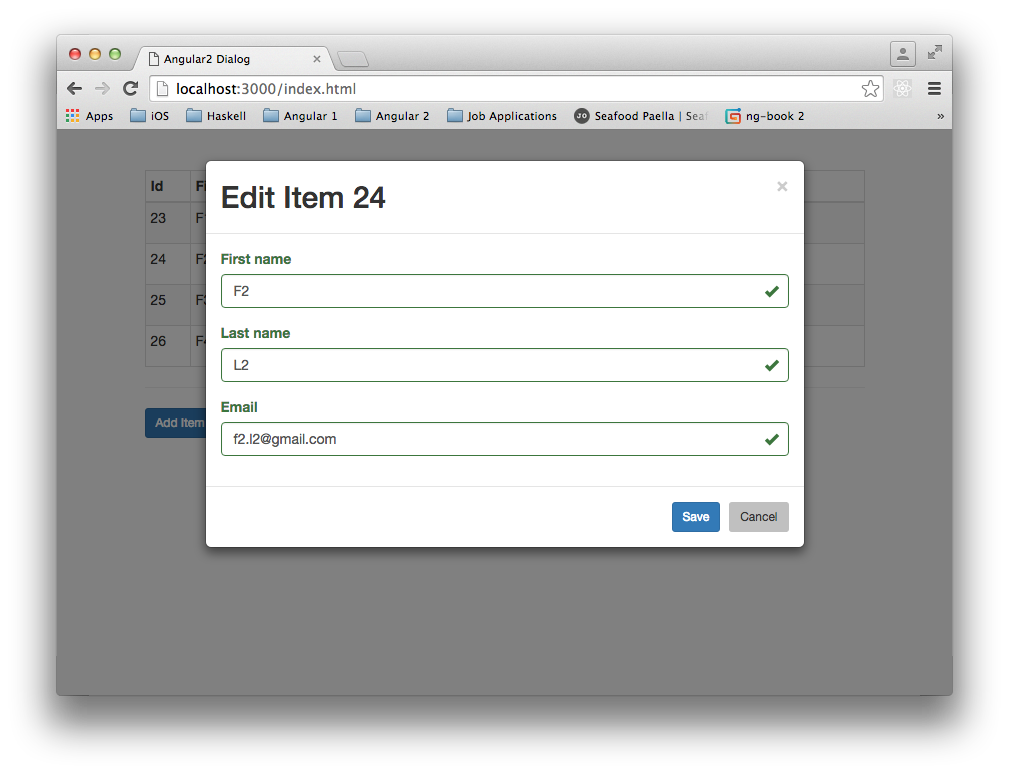 Angular2 Dialog
localhost:3000/index.html
Apps iOS Haskell Angular 1 Angular 2 Job Applications JO Seafood Paella | Seaf ng-book 2 »
Edit Item 24
Id
23
24
25
26
First name
F2
Last name
L2
Email
f2.l2@gmail.com
Add Item
Save Cancel